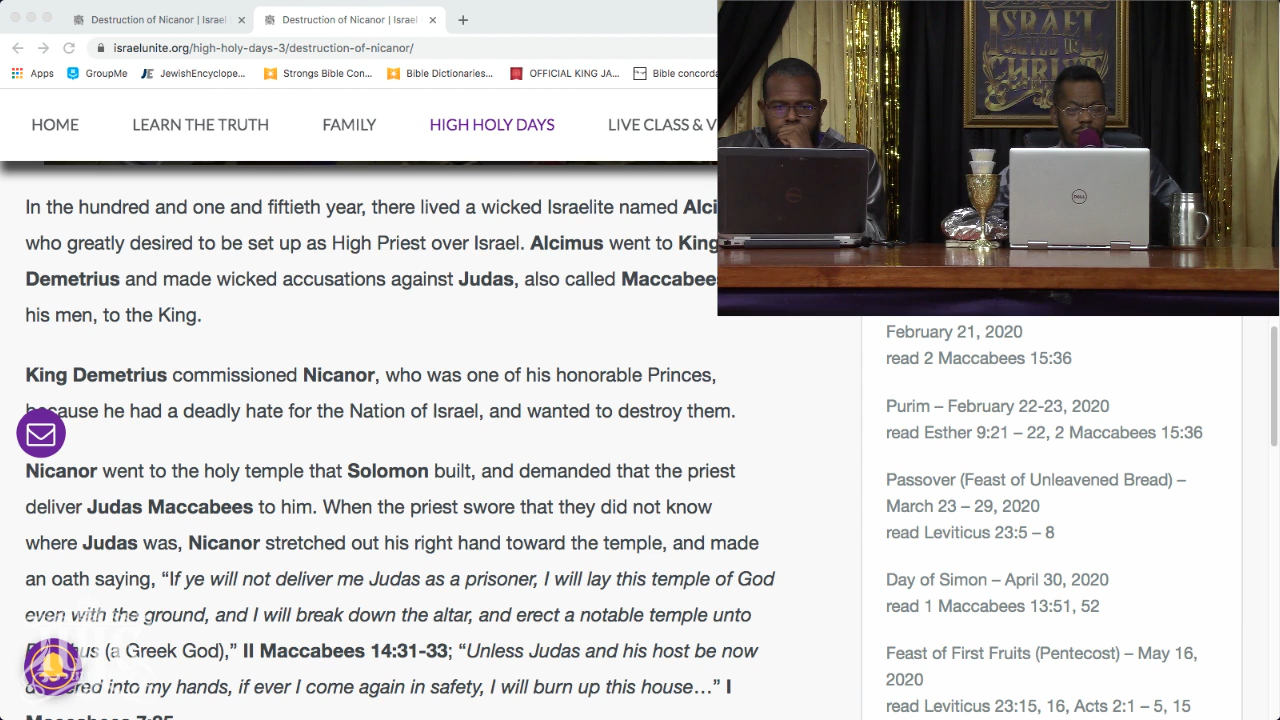 Destruction of Nicanor | Israel
Destruction of Nicanor | Israel
israelunite.org/high-holy-days-3/destruction-of-nicanor/
Apps GroupMe JewishEncyclope... Strongs Bible Con... Bible Dictionaries... OFFICIAL KING JA... Bible concorda
HOME LEARN THE TRUTH FAMILY HIGH HOLY DAYS LIVE CLASS & V
ISRAEL
UNITED IN
CHRIST
DELL
In the hundred and one and fiftieth year, there lived a wicked Israelite named Alci
who greatly desired to be set up as High Priest over Israel. Alcimus went to King
Demetrius and made wicked accusations against Judas, also called Maccabee
his men, to the King.
King Demetrius commissioned Nicanor, who was one of his honorable Princes,
because he had a deadly hate for the Nation of Israel, and wanted to destroy them.
Nicanor went to the holy temple that Solomon built, and demanded that the priest
deliver Judas Maccabees to him. When the priest swore that they did not know
where Judas was, Nicanor stretched out his right hand toward the temple, and made
an oath saying, “If ye will not deliver me Judas as a prisoner, I will lay this temple of God
even with the ground, and I will break down the altar, and erect a notable temple unto
(a Greek God),” II Maccabees 14:31-33; “Unless Judas and his host be now
into my hands, if ever I come again in safety, I will burn up this house…” I
Maccabees 7:35
February 21, 2020
read 2 Maccabees 15:36
Purim – February 22-23, 2020
read Esther 9:21 – 22, 2 Maccabees 15:36
Passover (Feast of Unleavened Bread) –
March 23 – 29, 2020
read Leviticus 23:5 – 8
Day of Simon – April 30, 2020
read 1 Maccabees 13:51, 52
Feast of First Fruits (Pentecost) – May 16,
2020
read Leviticus 23:15, 16, Acts 2:1 – 5, 15